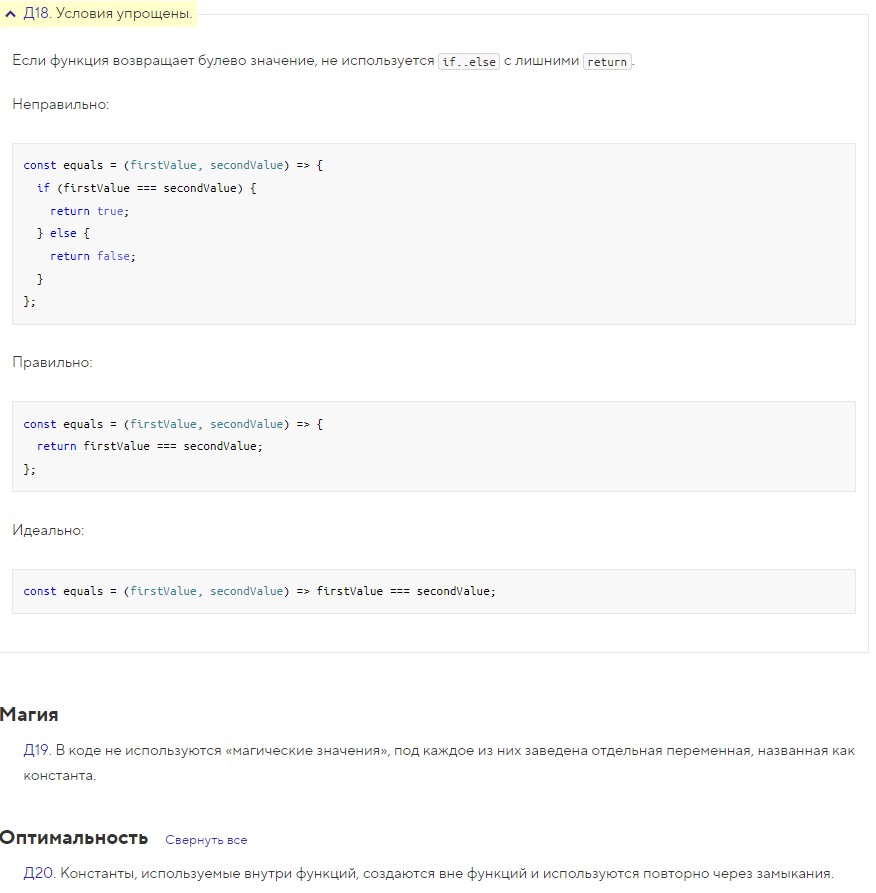 Д18. Условия упрощены.
Если функция возвращает булево значение, не используется if..else с лишними return.
Неправильно:
const equals = (firstValue, secondValue) => {
  if (firstValue === secondValue) {
    return true;
  } else {
    return false;
  }
};
Правильно:
const equals = (firstValue, secondValue) => {
  return firstValue === secondValue;
};
Идеально:
const equals = (firstValue, secondValue) => firstValue === secondValue;
Магия
Д19. В коде не используются «магические значения», под каждое из них заведена отдельная переменная, названная как
константа.
Оптимальность Свернуть все
Д20. Константы, используемые внутри функций, создаются вне функций и используются повторно через замыкания.